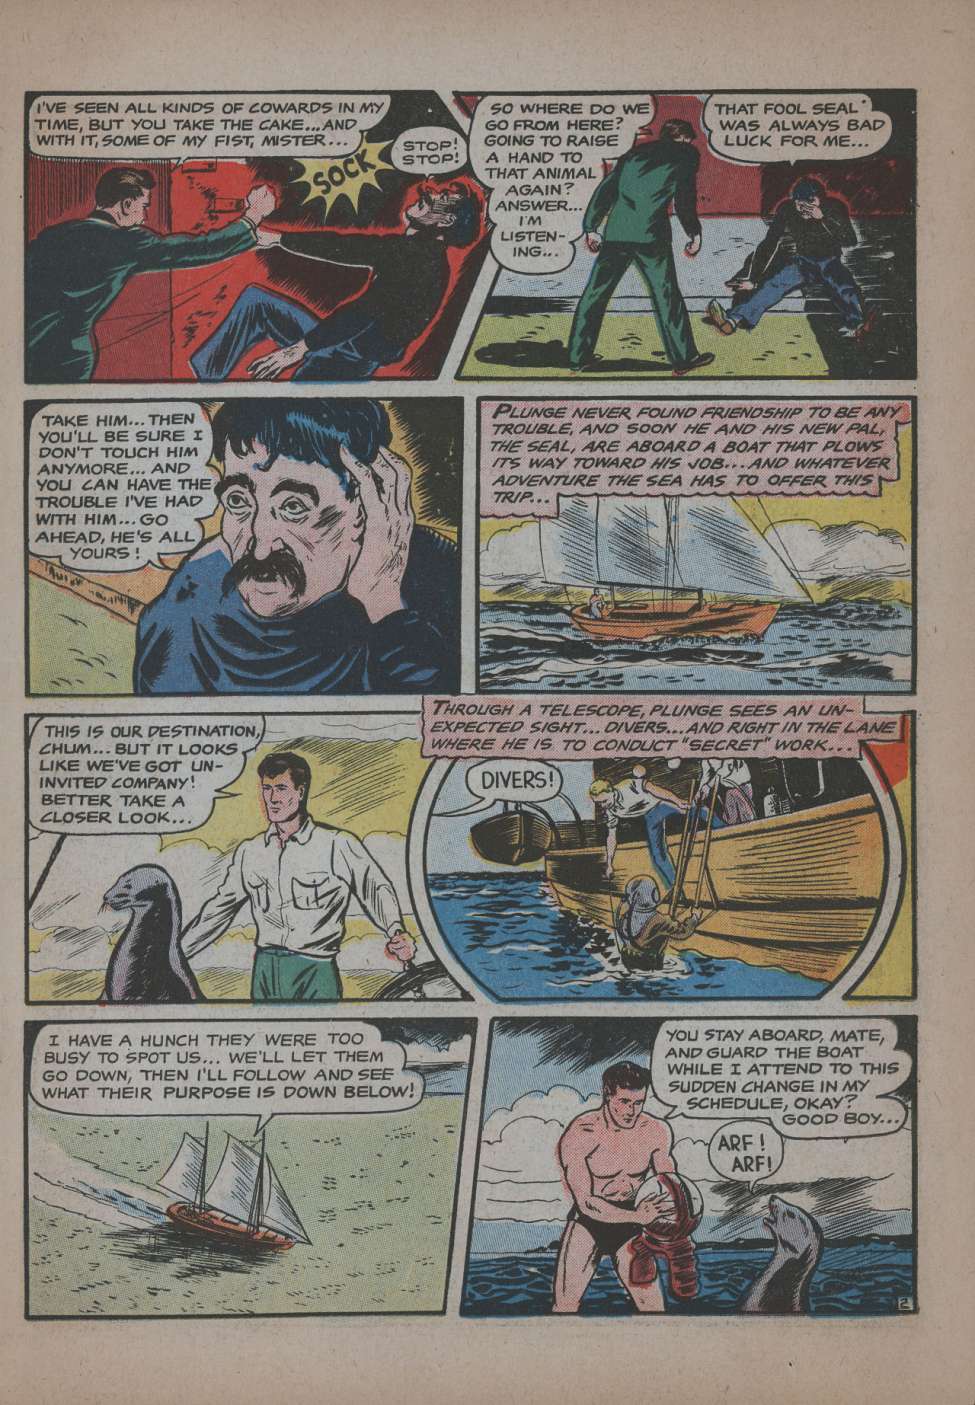 I'VE SEEN ALL KINDS OF COWARDS IN MY
TIME, BUT YOU TAKE THE CAKE...AND
WITH IT, SOME OF MY FIST, MISTER...
SOCK
STOP!
STOP!
SO WHERE DO WE
GO FROM HERE?
GOING TO RAISE
A HAND TO
THAT ANIMAL
AGAIN?
ANSWER...
I'M
LISTEN-
ING...
THAT FOOL SEAL
WAS ALWAYS BAD
LUCK FOR ME...
TAKE HIM... THEN
YOU'LL BE SURE I
DON'T TOUCH HIM
ANYMORE... AND
YOU CAN HAVE THE
TROUBLE I'VE HAD
WITH HIM... GO
AHEAD, HE'S ALL
YOURS!
PLUNGE NEVER FOUND FRIENDSHIP TO BE ANY
TROUBLE, AND SOON HE AND HIS NEW PAL,
THE SEAL, ARE ABOARD A BOAT THAT PLOWS
ITS WAY TOWARD HIS JOB... AND WHATEVER
ADVENTURE THE SEA HAS TO OFFER THIS
TRIP...
THIS IS OUR DESTINATION,
CHUM... BUT IT LOOKS
LIKE WE'VE GOT UN-
INVITED COMPANY!
BETTER TAKE A
CLOSER LOOK...
THROUGH A TELESCOPE, PLUNGE SEES AN UN-
EXPECTED SIGHT... DIVERS... AND RIGHT IN THE LANE
WHERE HE IS TO CONDUCT "SECRET" WORK...
DIVERS!
I HAVE A HUNCH THEY WERE TOO
BUSY TO SPOT US... WE'LL LET THEM
GO DOWN, THEN I'LL FOLLOW AND SEE
WHAT THEIR PURPOSE IS DOWN BELOW!
YOU STAY ABOARD, MATE,
AND GUARD THE BOAT
WHILE I ATTEND TO THIS
SUDDEN CHANGE IN MY
SCHEDULE, OKAY?
GOOD BOY...
ARF!
ARF!
2